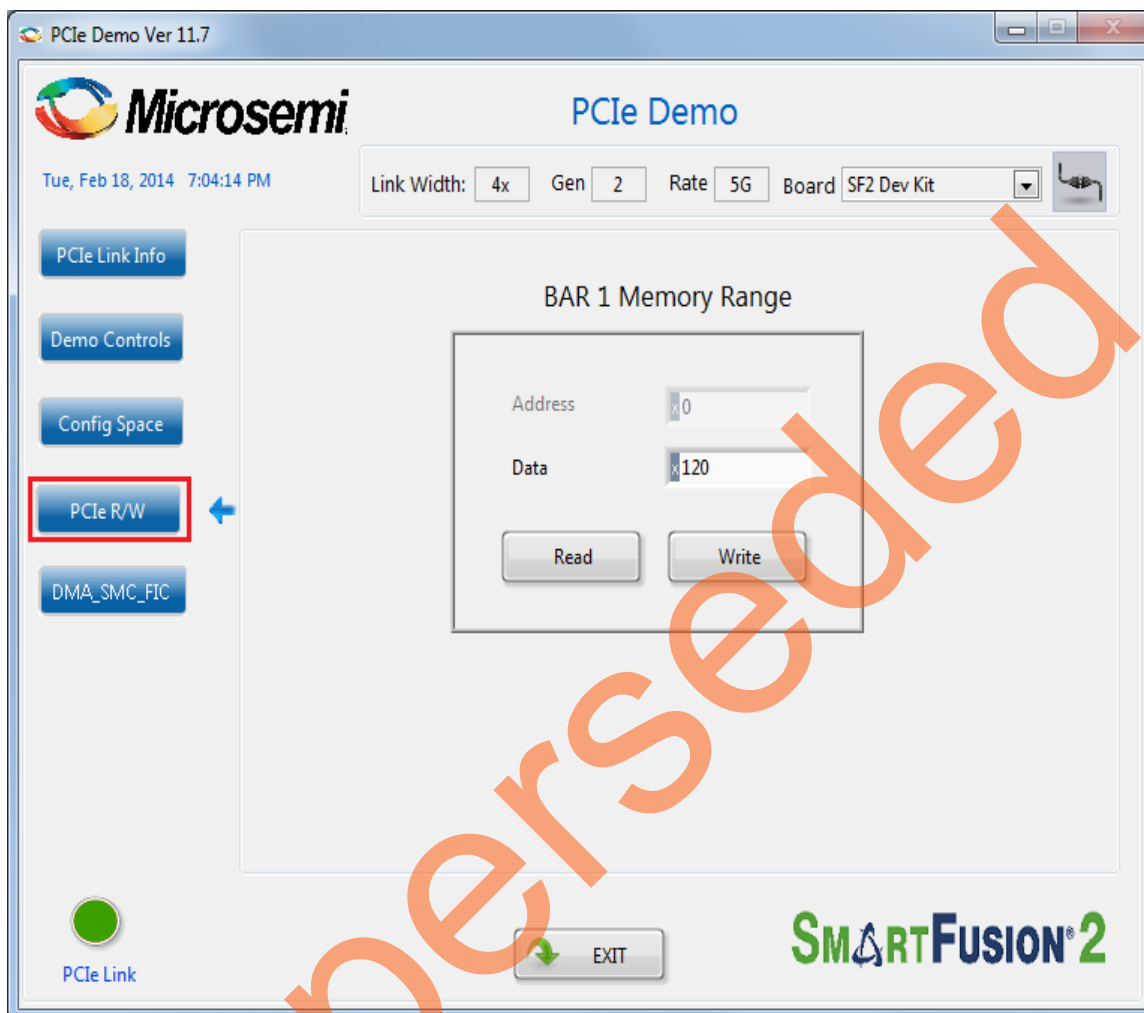 PCIe Demo Ver 11.7
Microsemi
PCIe Demo
Tue, Feb 18, 2014 7:04:14 PM
Link Width: 4x Gen 2 Rate 5G Board SF2 Dev Kit
PCIe Link Info
Demo Controls
Config Space
PCIe R/W
DMA_SMC_FIC
BAR 1 Memory Range
Address x0
Data x120
Read Write
PCIe Link
EXIT
SMARTFUSION®2
perseded